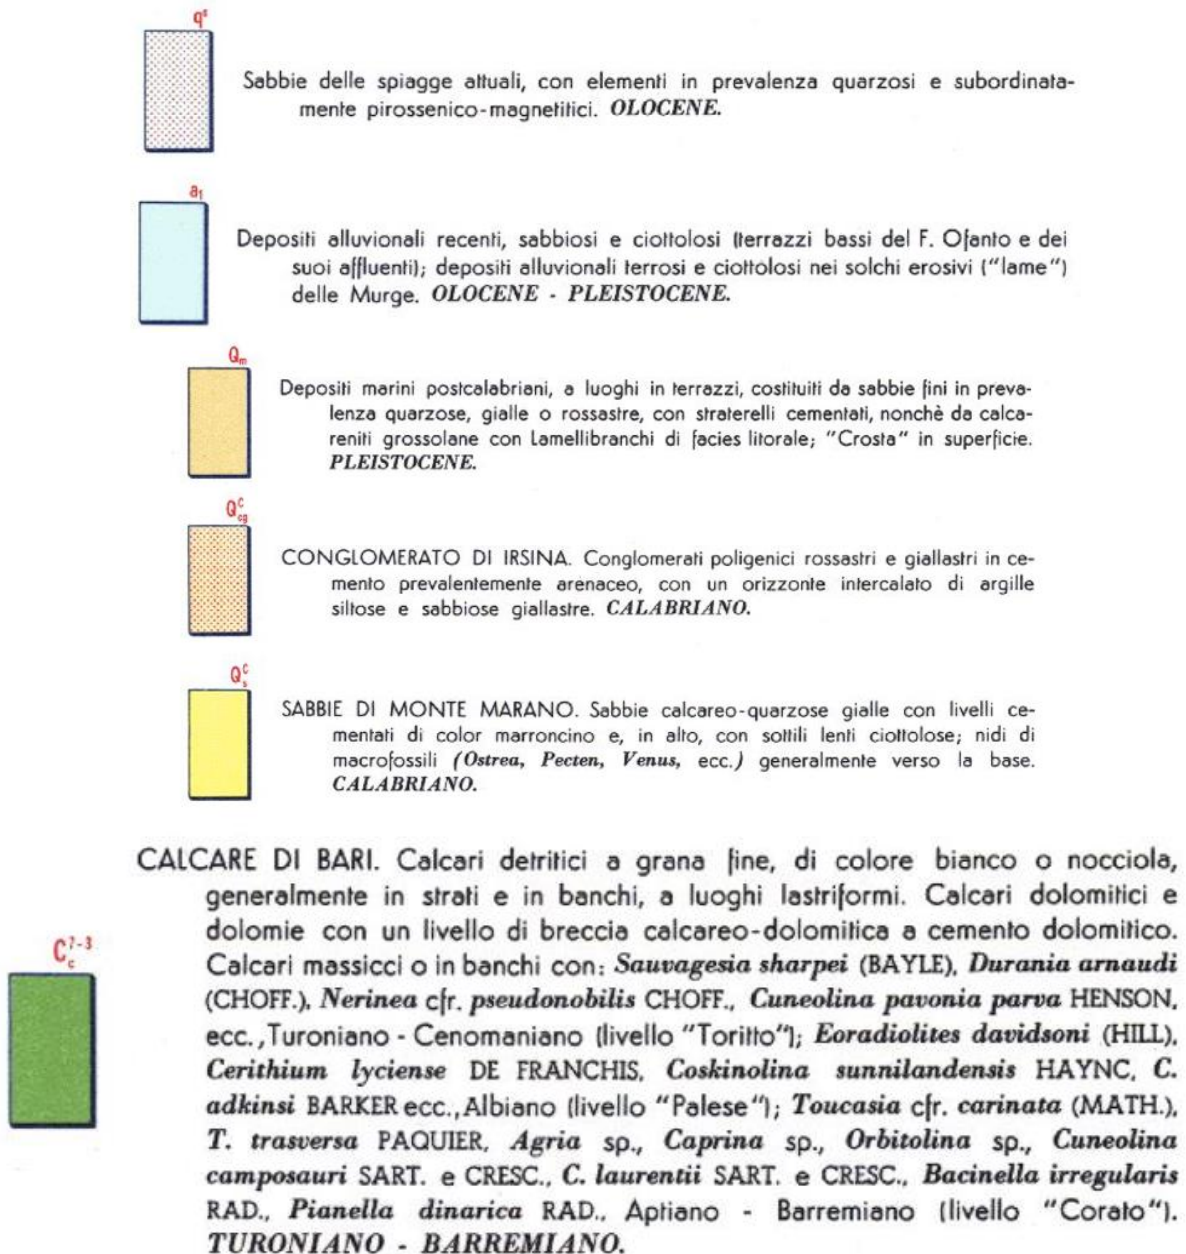 qˢ
Sabbie delle spiagge attuali, con elementi in prevalenza quarzosi e subordinata-
mente pirossenico-magnetitici. OLOCENE.
a₁
Depositi alluvionali recenti, sabbiosi e ciottolosi (terrazzi bassi del F. Ofanto e dei
suoi affluenti); depositi alluvionali terrosi e ciottolosi nei solchi erosivi ("lame")
delle Murge. OLOCENE - PLEISTOCENE.
Qₘ
Depositi marini postcalabriani, a luoghi in terrazzi, costituiti da sabbie fini in preva-
lenza quarzose, gialle o rossastre, con straterelli cementati, nonchè da calca-
reniti grossolane con Lamellibranchi di facies litorale; "Crosta" in superficie.
PLEISTOCENE.
Q^C_cg
CONGLOMERATO DI IRSINA. Conglomerati poligenici rossastri e giallastri in ce-
mento prevalentemente arenaceo, con un orizzonte intercalato di argille
siltose e sabbiose giallastre. CALABRIANO.
Q^C_s
SABBIE DI MONTE MARANO. Sabbie calcareo-quarzose gialle con livelli ce-
mentati di color marroncino e, in alto, con sottili lenti ciottolose; nidi di
macrofossili (Ostrea, Pecten, Venus, ecc.) generalmente verso la base.
CALABRIANO.
C^7-3_c
CALCARE DI BARI. Calcari detritici a grana fine, di colore bianco o nocciola,
generalmente in strati e in banchi, a luoghi lastriformi. Calcari dolomitici e
dolomie con un livello di breccia calcareo-dolomitica a cemento dolomitico.
Calcari massicci o in banchi con: Sauvagesia sharpei (BAYLE), Durania arnaudi
(CHOFF.), Nerinea cfr. pseudonobilis CHOFF., Cuneolina pavonia parva HENSON,
ecc., Turoniano - Cenomaniano (livello "Toritto"); Eoradiolites davidsoni (HILL),
Cerithium lyciense DE FRANCHIS, Coskinolina sunnilandensis HAYNC, C.
adkinsi BARKER ecc., Albiano (livello "Palese"); Toucasia cfr. carinata (MATH.),
T. trasversa PAQUIER, Agria sp., Caprina sp., Orbitolina sp., Cuneolina
camposauri SART. e CRESC., C. laurentii SART. e CRESC., Bacinella irregularis
RAD., Pianella dinarica RAD., Aptiano - Barremiano (livello "Corato").
TURONIANO - BARREMIANO.